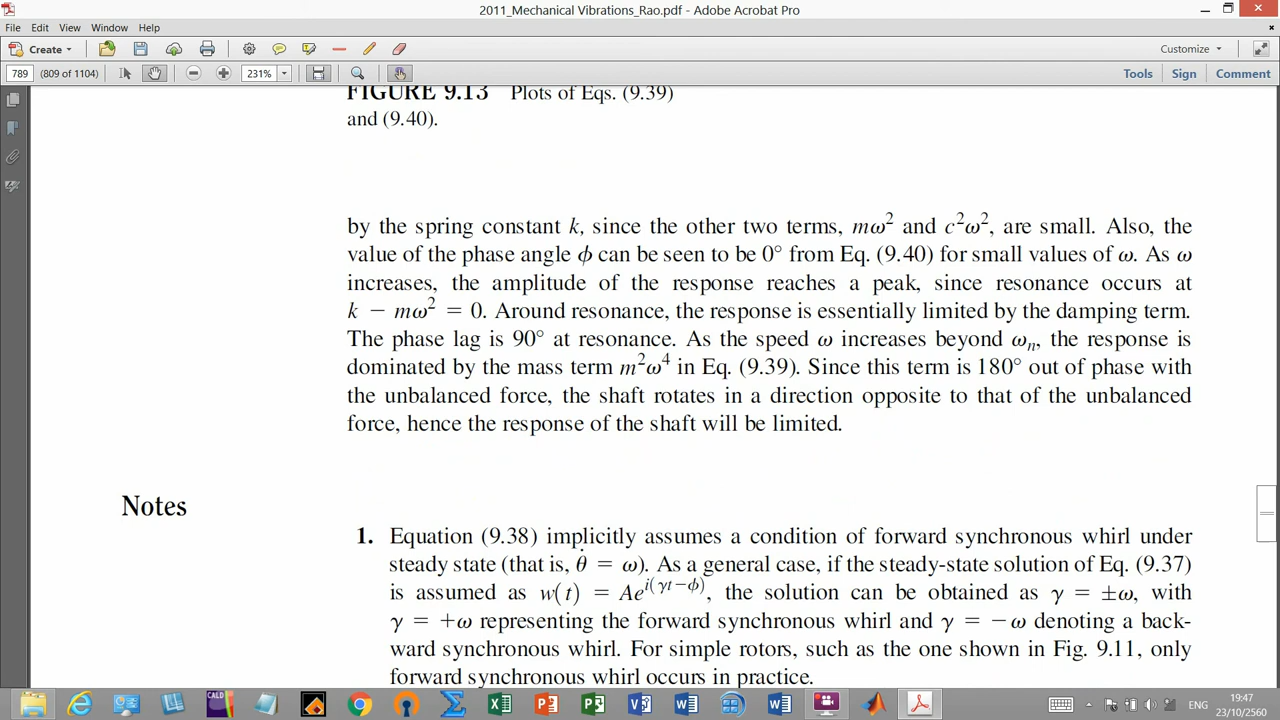 2011_Mechanical Vibrations_Rao.pdf - Adobe Acrobat Pro
File Edit View Window Help
Create Customize
789 (809 of 1104) 231% Tools Sign Comment
FIGURE 9.13 Plots of Eqs. (9.39)
and (9.40).
by the spring constant k, since the other two terms, mω² and c²ω², are small. Also, the
value of the phase angle ϕ can be seen to be 0° from Eq. (9.40) for small values of ω. As ω
increases, the amplitude of the response reaches a peak, since resonance occurs at
k − mω² = 0. Around resonance, the response is essentially limited by the damping term.
The phase lag is 90° at resonance. As the speed ω increases beyond ωₙ, the response is
dominated by the mass term m²ω⁴ in Eq. (9.39). Since this term is 180° out of phase with
the unbalanced force, the shaft rotates in a direction opposite to that of the unbalanced
force, hence the response of the shaft will be limited.
Notes
1. Equation (9.38) implicitly assumes a condition of forward synchronous whirl under
steady state (that is, θ̇ = ω). As a general case, if the steady-state solution of Eq. (9.37)
is assumed as w(t) = Ae^{i(γt−ϕ)}, the solution can be obtained as γ = ±ω, with
γ = +ω representing the forward synchronous whirl and γ = −ω denoting a back-
ward synchronous whirl. For simple rotors, such as the one shown in Fig. 9.11, only
forward synchronous whirl occurs in practice.
CALD
ENG
19:47
23/10/2560